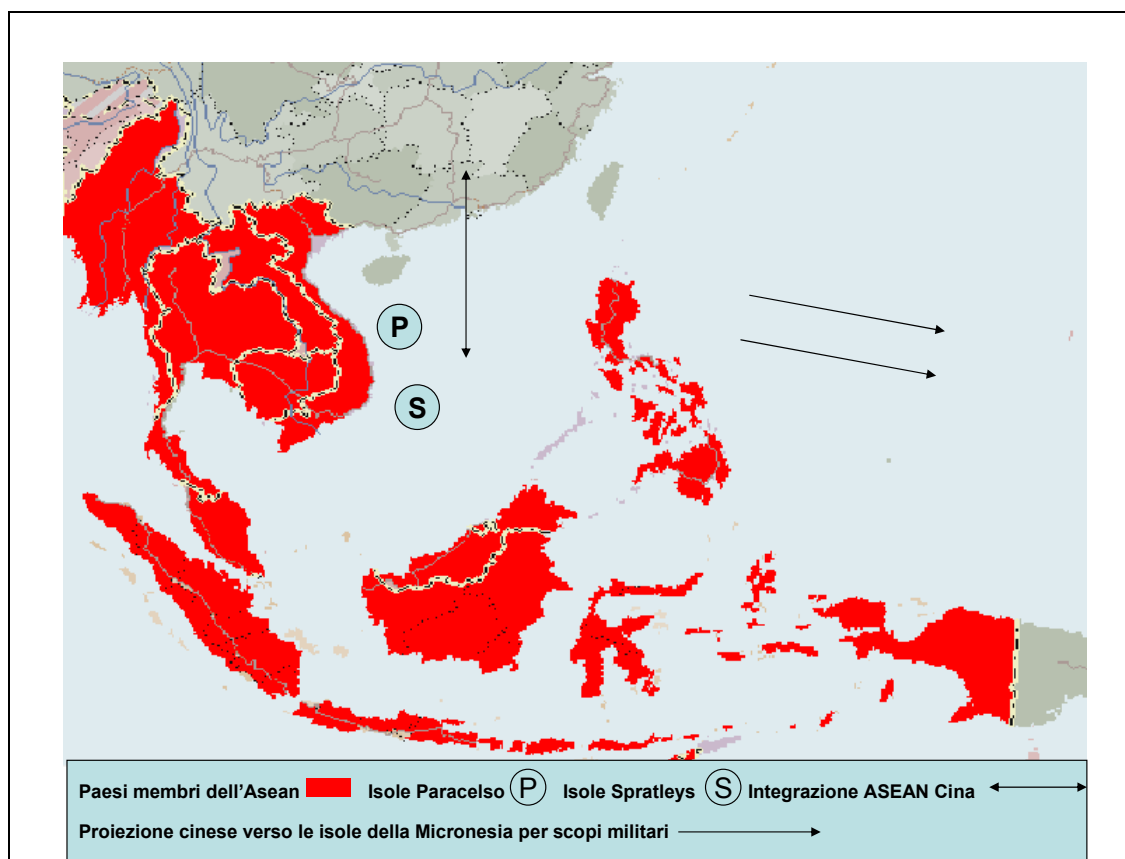 P
S
Paesi membri dell'Asean Isole Paracelso P Isole Spratleys S Integrazione ASEAN Cina
Proiezione cinese verso le isole della Micronesia per scopi militari